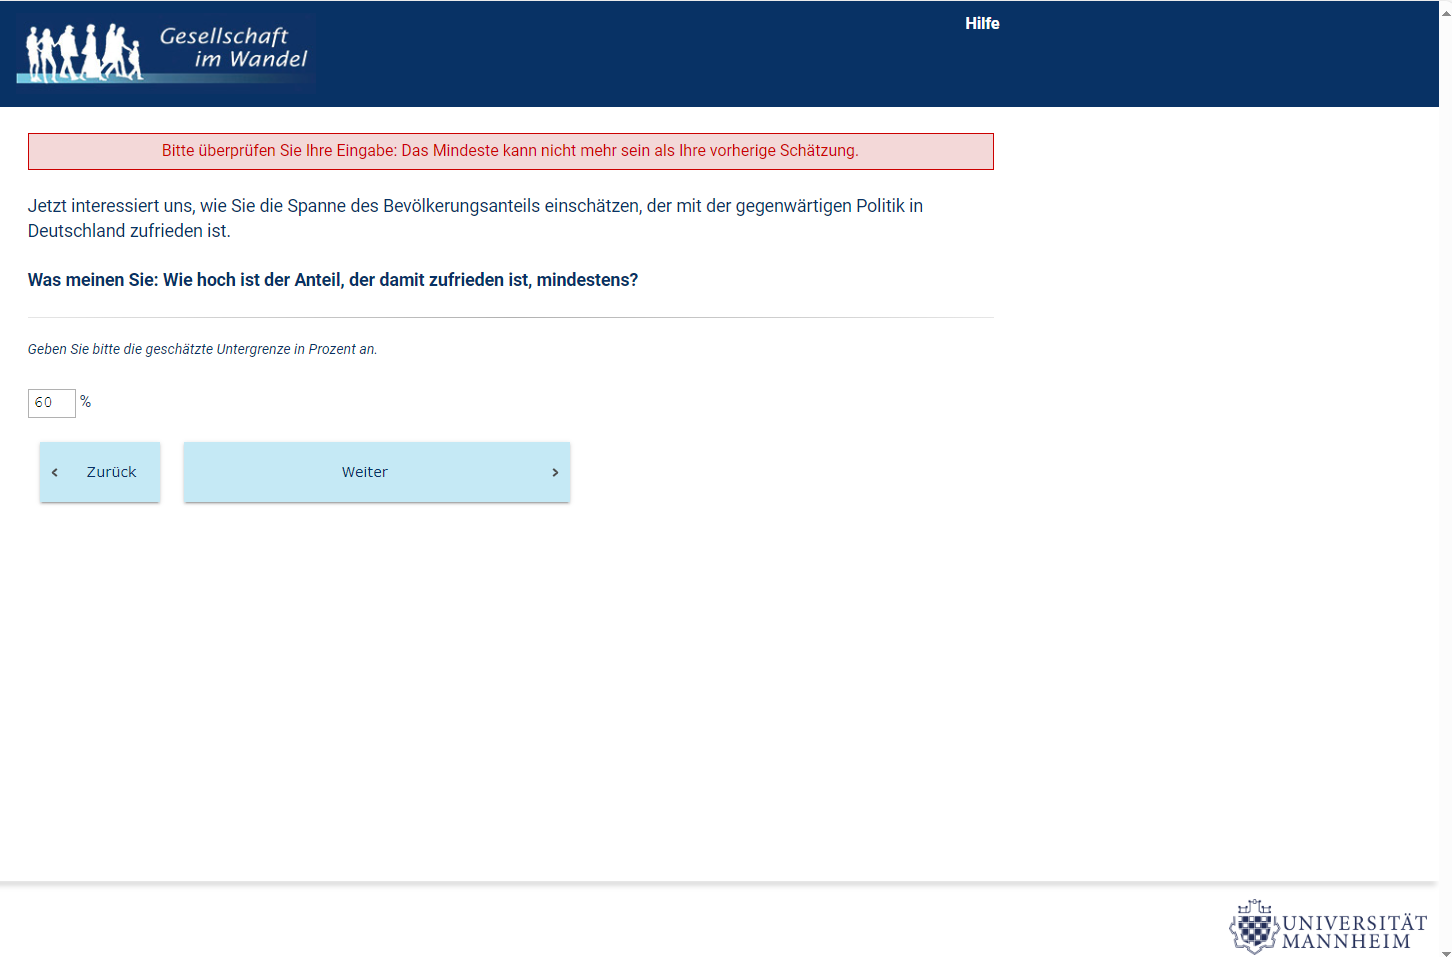 Gesellschaft
im Wandel
Hilfe
Bitte überprüfen Sie Ihre Eingabe: Das Mindeste kann nicht mehr sein als Ihre vorherige Schätzung.
Jetzt interessiert uns, wie Sie die Spanne des Bevölkerungsanteils einschätzen, der mit der gegenwärtigen Politik in
Deutschland zufrieden ist.
Was meinen Sie: Wie hoch ist der Anteil, der damit zufrieden ist, mindestens?
Geben Sie bitte die geschätzte Untergrenze in Prozent an.
60 %
‹ Zurück
Weiter ›
UNIVERSITÄT
MANNHEIM